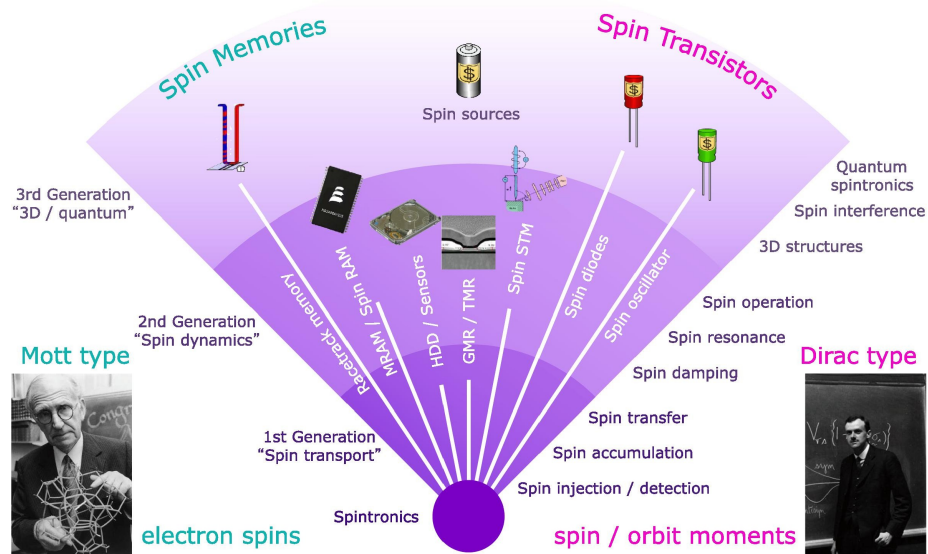 Spin Memories
Spin Transistors
$
Spin sources
$
$
3rd Generation
“3D / quantum”
Quantum
spintronics
Spin interference
3D structures
Racetrack memory
MRAM / Spin RAM
HDD / Sensors
GMR / TMR
Spin STM
Spin diodes
Spin oscillator
2nd Generation
“Spin dynamics”
Spin operation
Spin resonance
Spin damping
Mott type
Dirac type
1st Generation
“Spin transport”
Spin transfer
Spin accumulation
Spin injection / detection
Spintronics
electron spins
spin / orbit moments